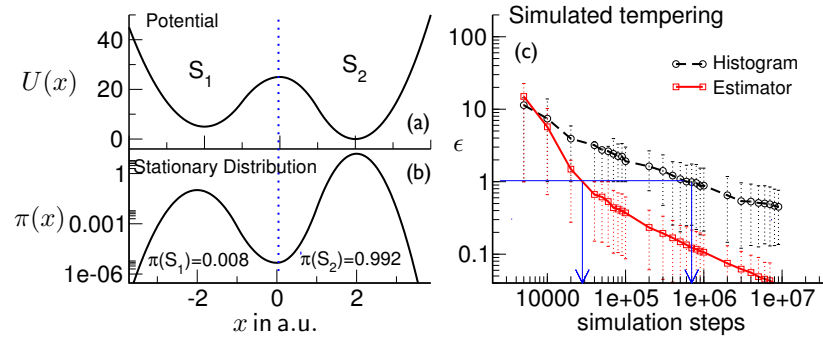 Potential
40
20
0
U(x)
S1
S2
(a)
Stationary Distribution
(b)
1
0.001
1e-06
π(x)
π(S1)=0.008
π(S2)=0.992
-2
0
2
x in a.u.
Simulated tempering
(c)
Histogram
Estimator
100
10
1
0.1
ϵ
10000
1e+05
1e+06
1e+07
simulation steps